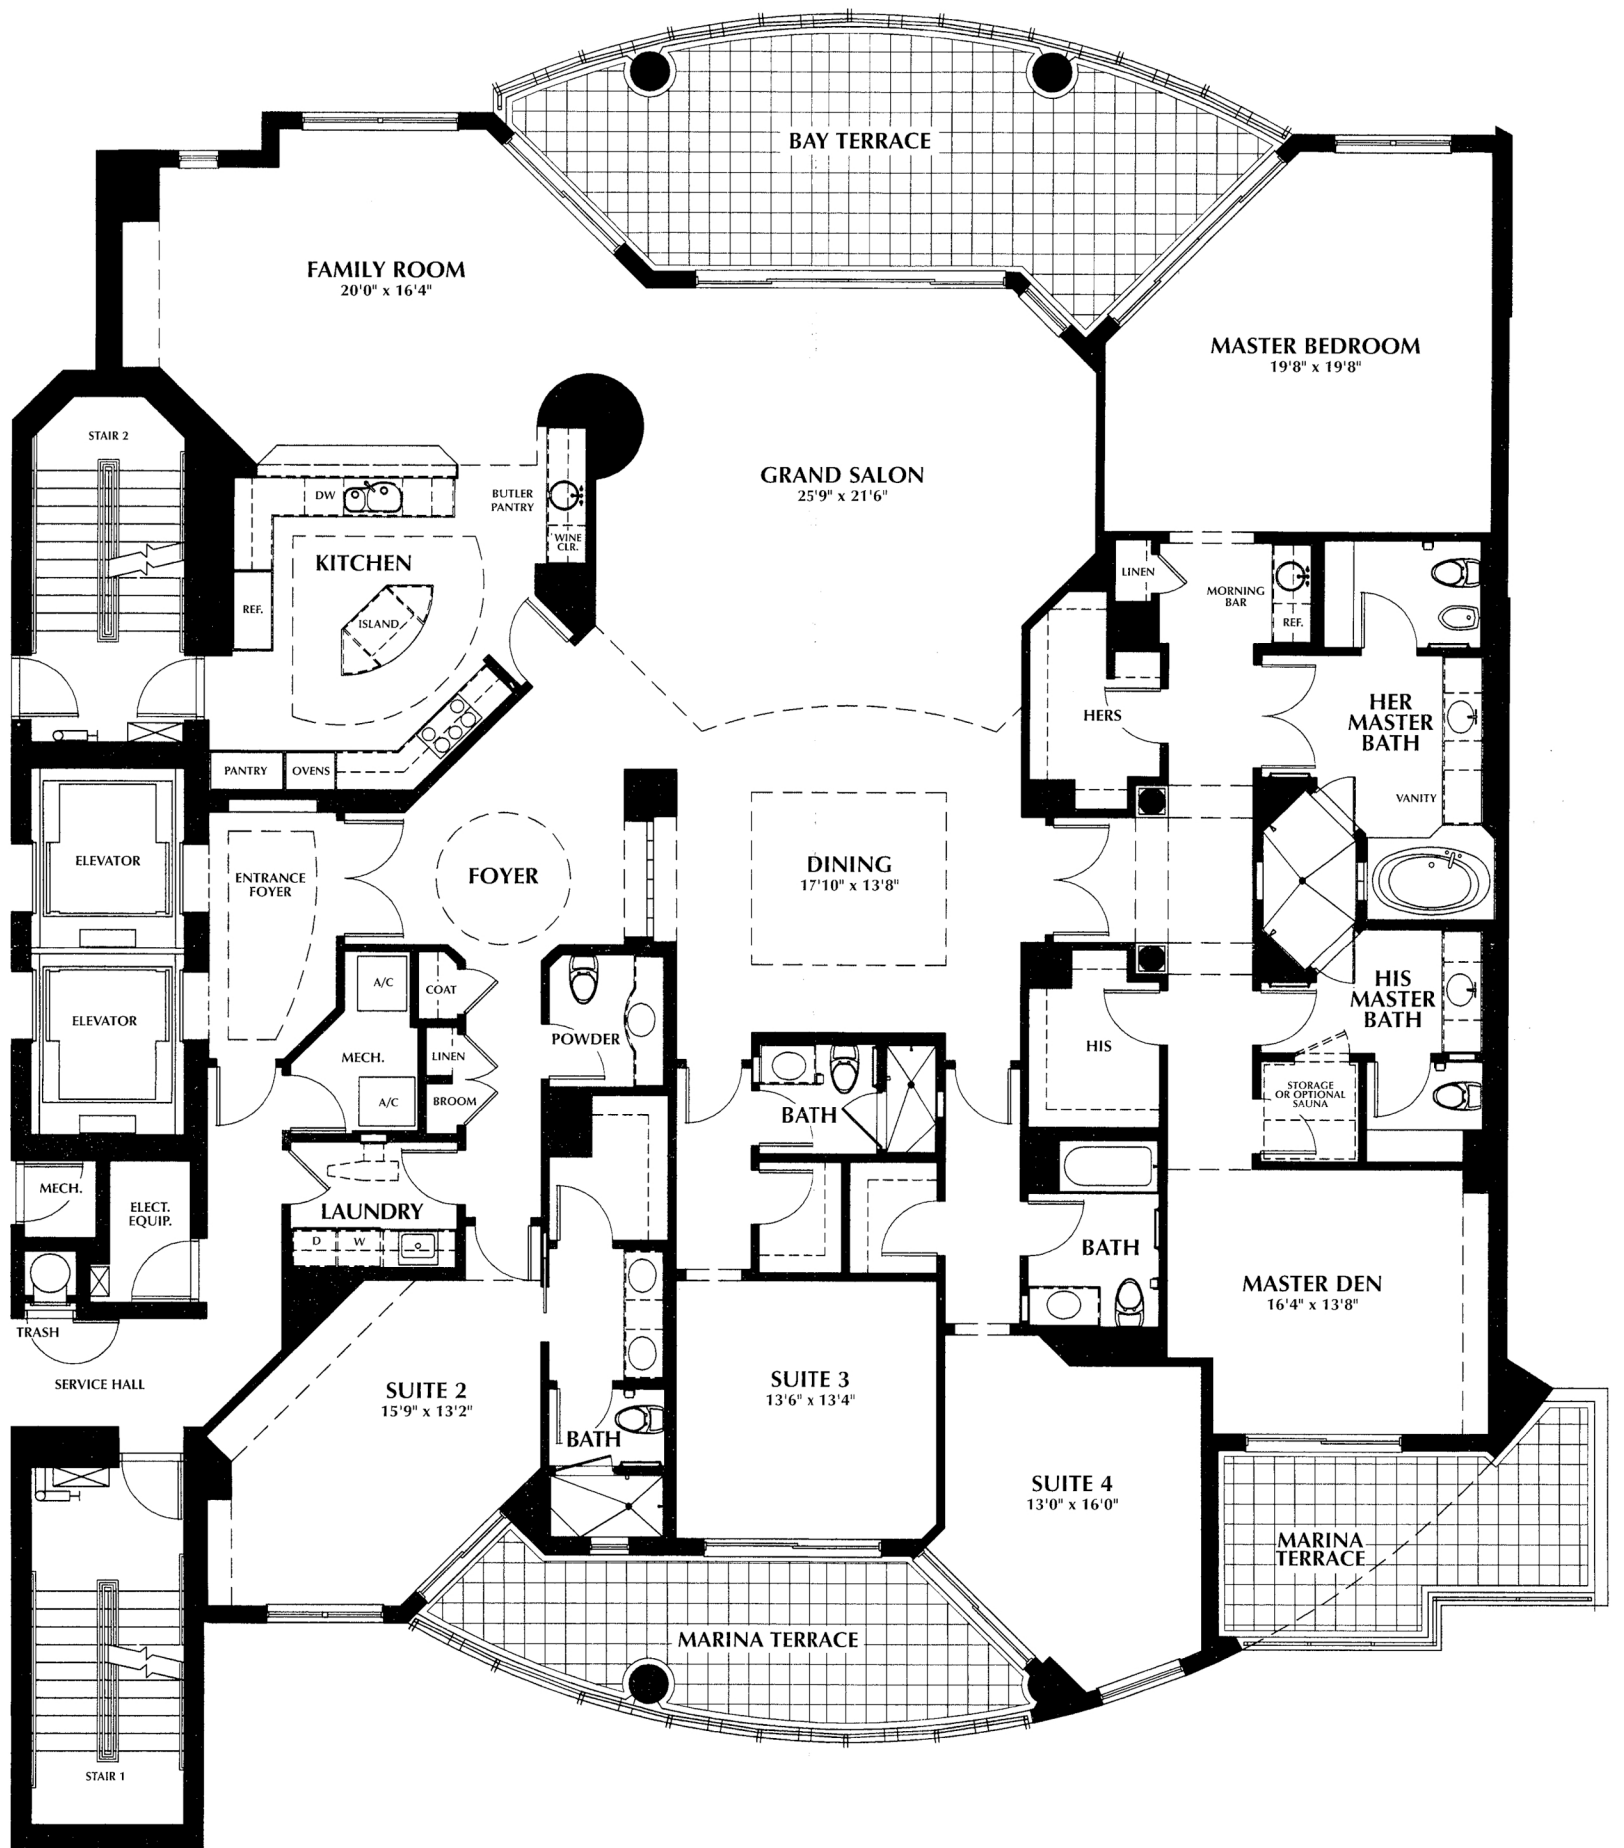 BAY TERRACE
FAMILY ROOM
20'0" x 16'4"
MASTER BEDROOM
19'8" x 19'8"
STAIR 2
GRAND SALON
25'9" x 21'6"
DW
BUTLER
PANTRY
WINE
CLR.
KITCHEN
REF.
ISLAND
LINEN
MORNING
BAR
REF.
HERS
HER
MASTER
BATH
VANITY
PANTRY
OVENS
ELEVATOR
ENTRANCE
FOYER
FOYER
DINING
17'10" x 13'8"
ELEVATOR
A/C
COAT
MECH.
LINEN
A/C
BROOM
POWDER
BATH
HIS
HIS
MASTER
BATH
STORAGE
OR OPTIONAL
SAUNA
MECH.
ELECT.
EQUIP.
LAUNDRY
D
W
BATH
MASTER DEN
16'4" x 13'8"
TRASH
SERVICE HALL
SUITE 2
15'9" x 13'2"
BATH
SUITE 3
13'6" x 13'4"
SUITE 4
13'0" x 16'0"
MARINA
TERRACE
MARINA TERRACE
STAIR 1